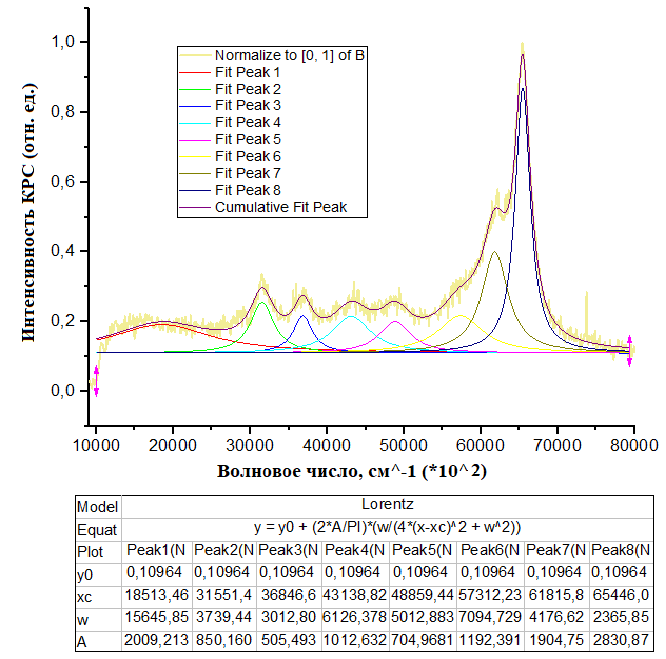 1,0
0,8
0,6
0,4
0,2
0,0
Интенсивность КРС (отн. ед.)
Normalize to [0, 1] of B
Fit Peak 1
Fit Peak 2
Fit Peak 3
Fit Peak 4
Fit Peak 5
Fit Peak 6
Fit Peak 7
Fit Peak 8
Cumulative Fit Peak
10000 20000 30000 40000 50000 60000 70000 80000
Волновое число, см^-1 (*10^2)
Model Lorentz
Equat y = y0 + (2*A/PI)*(w/(4*(x-xc)^2 + w^2))
Plot Peak1(N Peak2(N Peak3(N Peak4(N Peak5(N Peak6(N Peak7(N Peak8(N
y0 0,10964 0,10964 0,10964 0,10964 0,10964 0,10964 0,10964 0,10964
xc 18513,46 31551,4 36846,6 43138,82 48859,44 57312,23 61815,8 65446,0
w 15645,85 3739,44 3012,80 6126,378 5012,883 7094,729 4176,62 2365,85
A 2009,213 850,160 505,493 1012,632 704,9681 1192,391 1904,75 2830,87